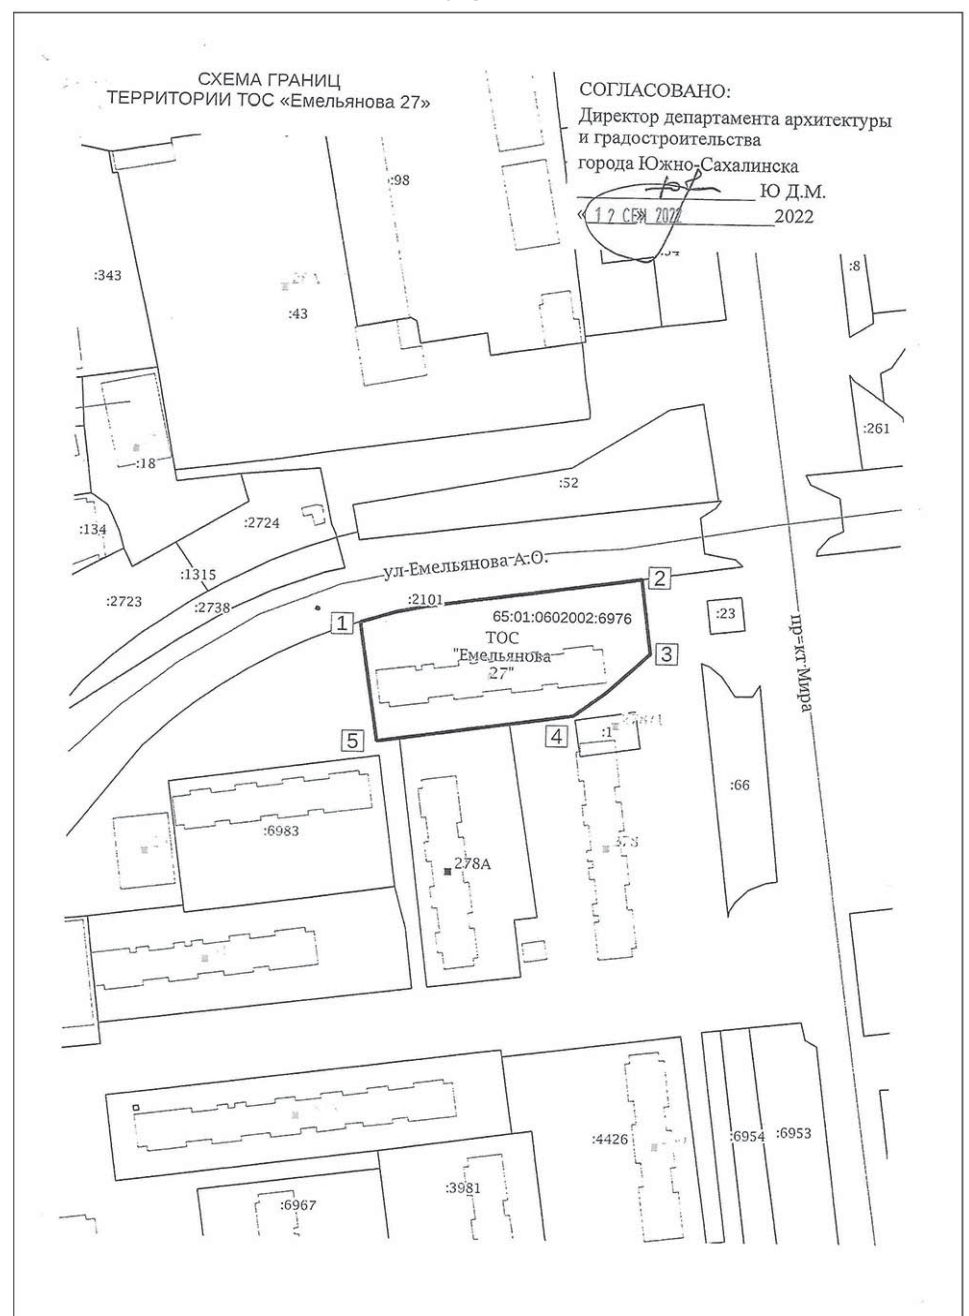 СХЕМА ГРАНИЦ
ТЕРРИТОРИИ ТОС «Емельянова 27»
СОГЛАСОВАНО:
Директор департамента архитектуры
и градостроительства
города Южно-Сахалинска
Ю Д.М.
« 12 СЕН 2022 2022
:98
:343
:43
:8
:18
:261
:52
:134
:2724
:1315
:2723
:2738
ул Емельянова А.О.
:2101
1
2
65:01:0602002:6976
ТОС
"Емельянова
27"
3
:23
пр-кт Мира
4
5
:1
:66
:6983
278А
378
:4426
:6954
:6953
:3981
:6967